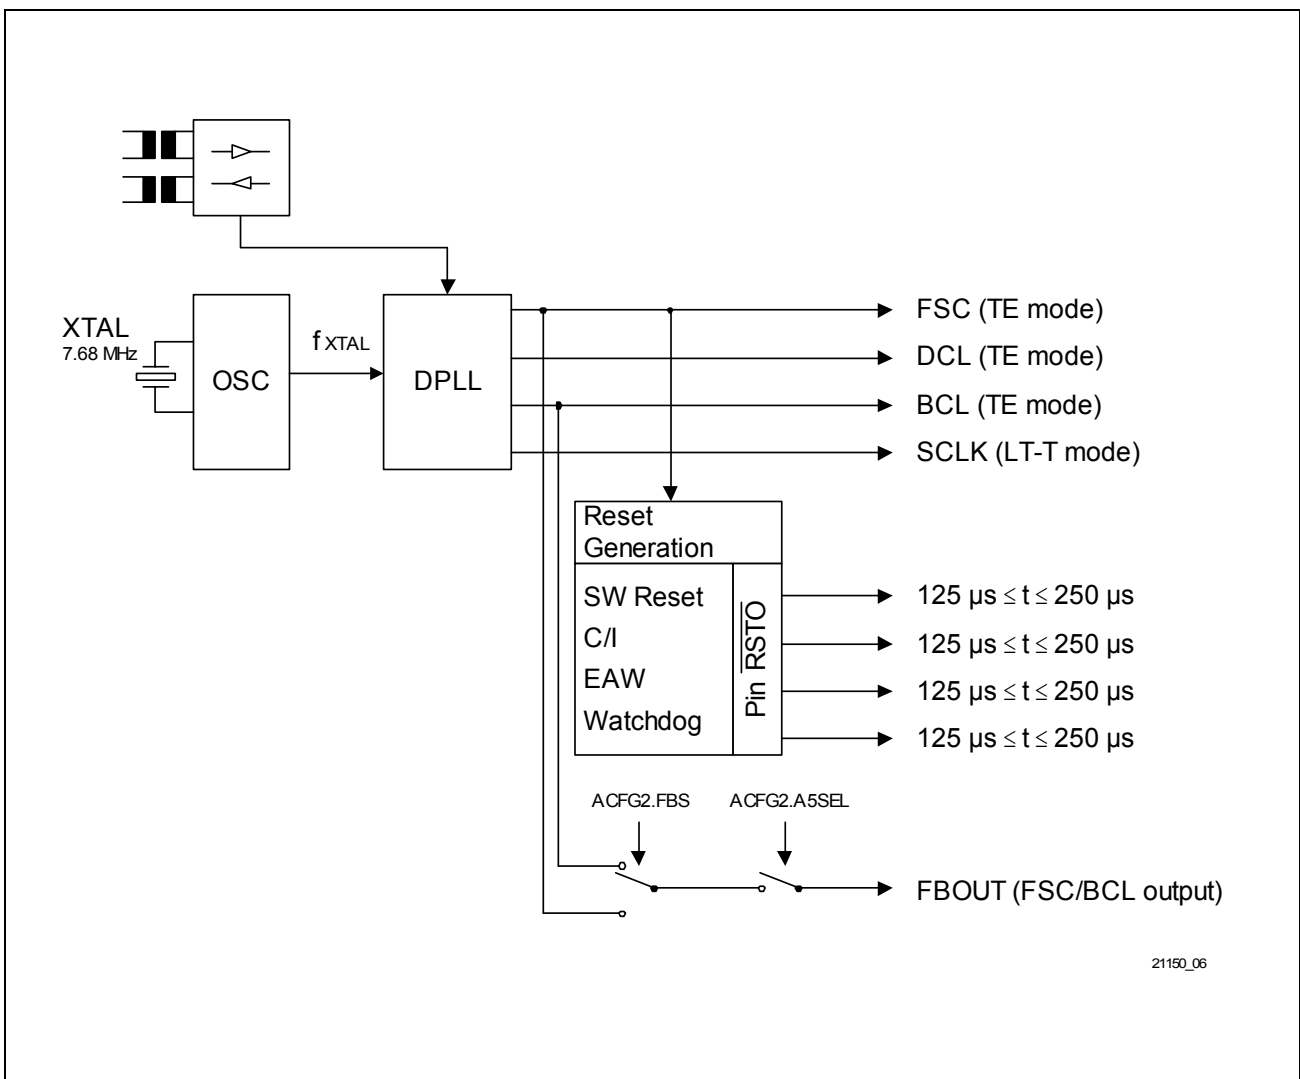 XTAL
7.68 MHz
OSC
f XTAL
DPLL
FSC (TE mode)
DCL (TE mode)
BCL (TE mode)
SCLK (LT-T mode)
Reset
Generation
SW Reset
C/I
EAW
Watchdog
Pin RSTO
125 µs ≤ t ≤ 250 µs
125 µs ≤ t ≤ 250 µs
125 µs ≤ t ≤ 250 µs
125 µs ≤ t ≤ 250 µs
ACFG2.FBS
ACFG2.A5SEL
FBOUT (FSC/BCL output)
21150_06